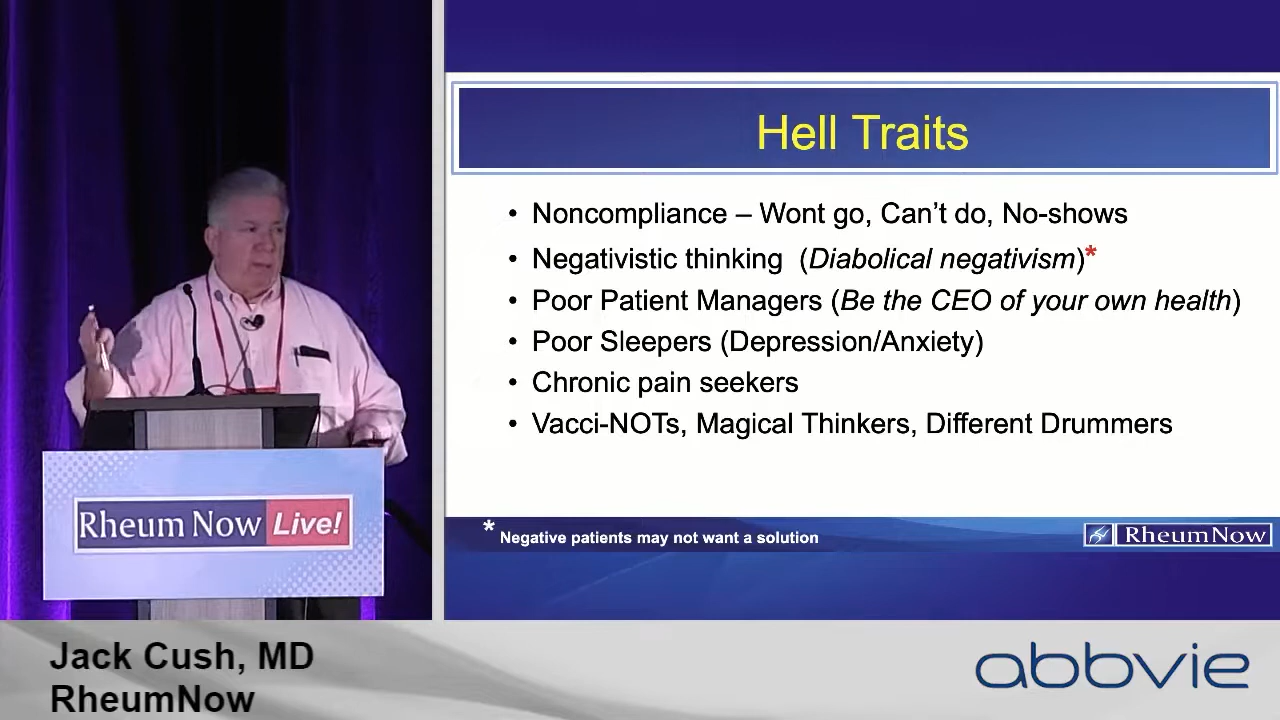 Hell Traits
• Noncompliance – Wont go, Can't do, No-shows
• Negativistic thinking (Diabolical negativism)*
• Poor Patient Managers (Be the CEO of your own health)
• Poor Sleepers (Depression/Anxiety)
• Chronic pain seekers
• Vacci-NOTs, Magical Thinkers, Different Drummers
* Negative patients may not want a solution
RheumNow
Rheum Now Live!
Jack Cush, MD
RheumNow
abbvie